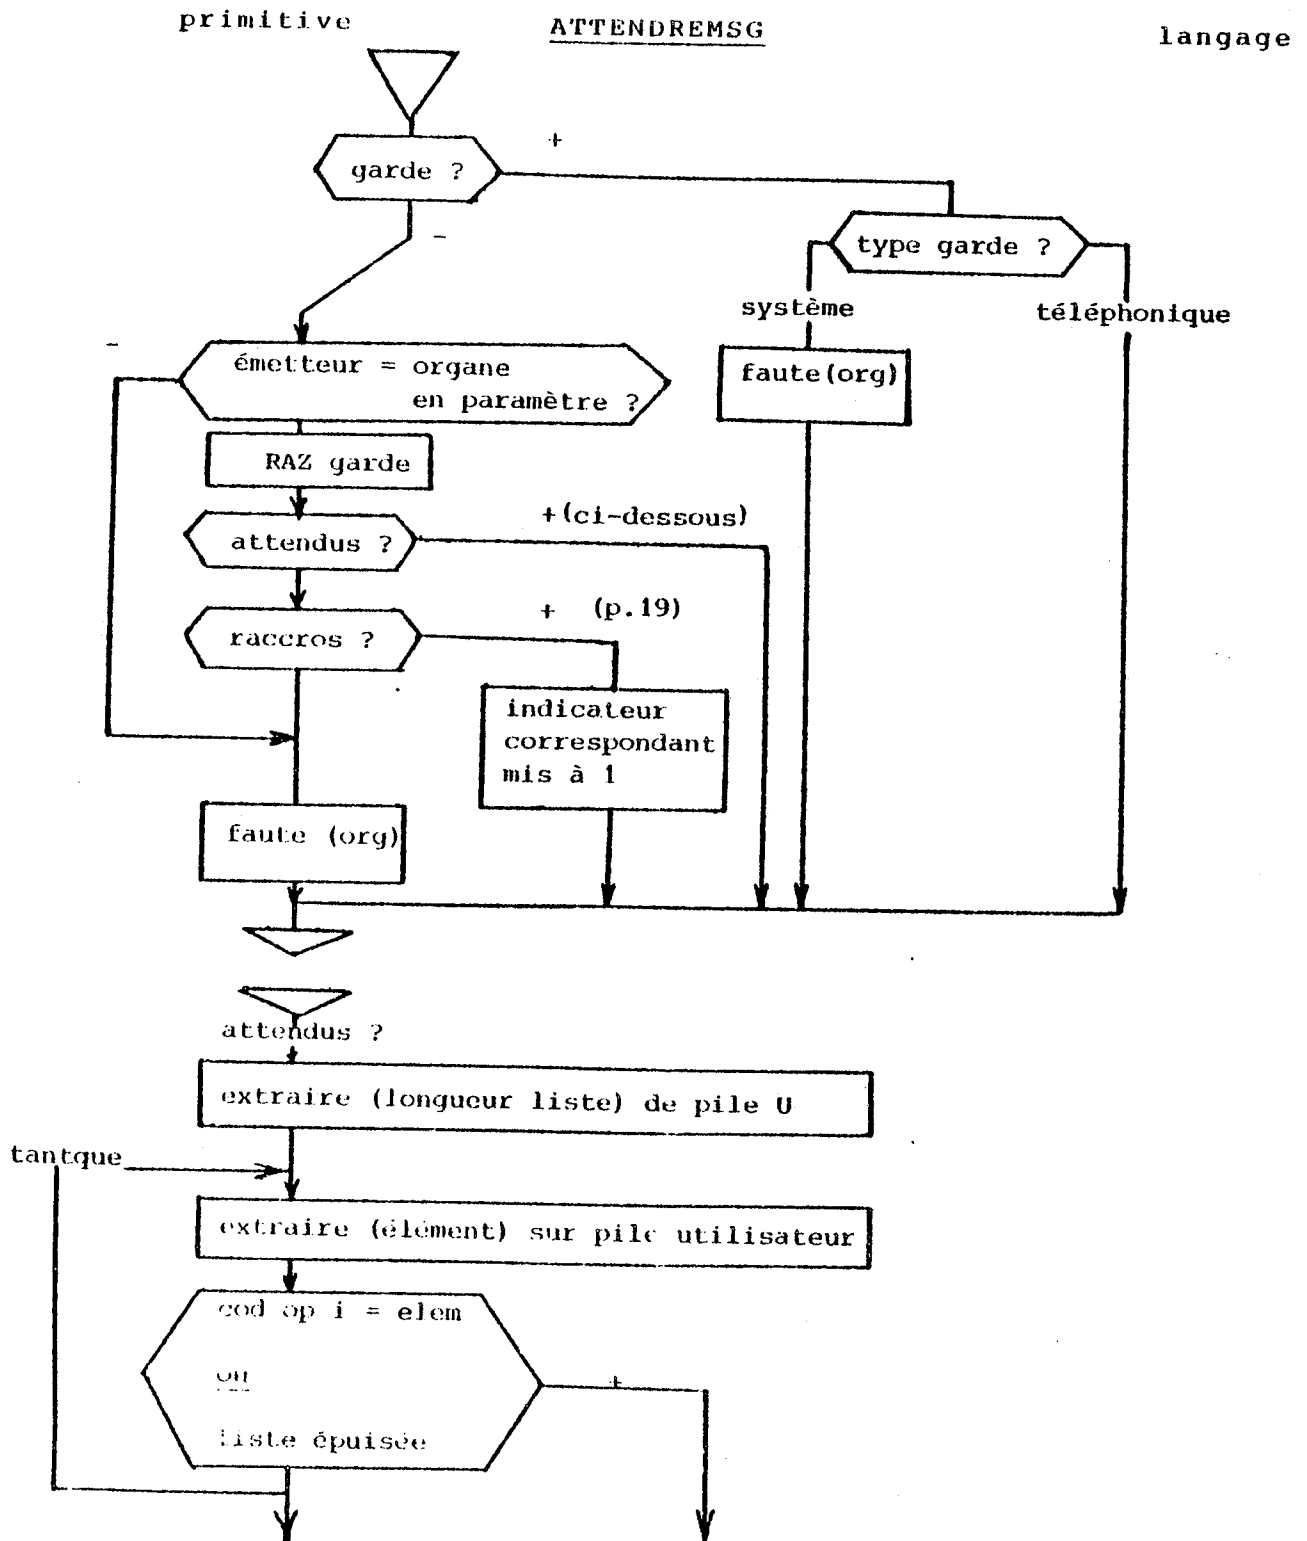 primitive ATTENDREMSG langage
+
garde ?
-
type garde ?
système téléphonique
-
émetteur = organe
en paramètre ?
faute(org)
RAZ garde
+(ci-dessous)
attendus ?
+ (p.19)
raccros ?
indicateur
correspondant
mis à 1
faute (org)
attendus ?
extraire (longueur liste) de pile U
tantque
extraire (élément) sur pile utilisateur
cod op i = elem
ou
+
liste épuisée